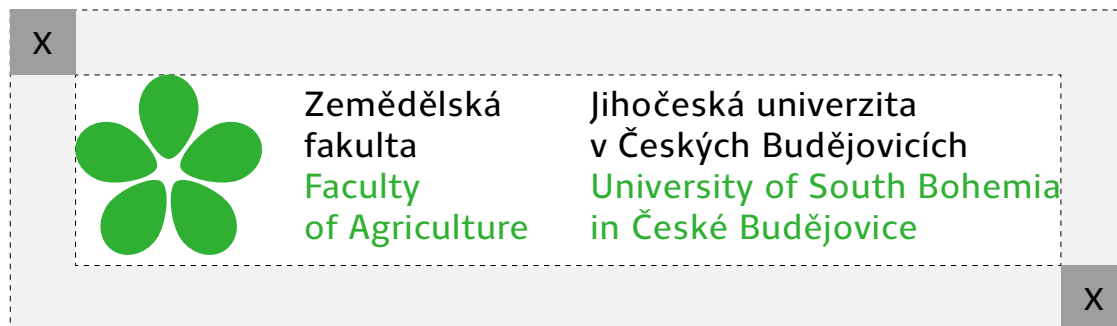 X
Zemědělská
fakulta
Faculty
of Agriculture
Jihočeská univerzita
v Českých Budějovicích
University of South Bohemia
in České Budějovice
X